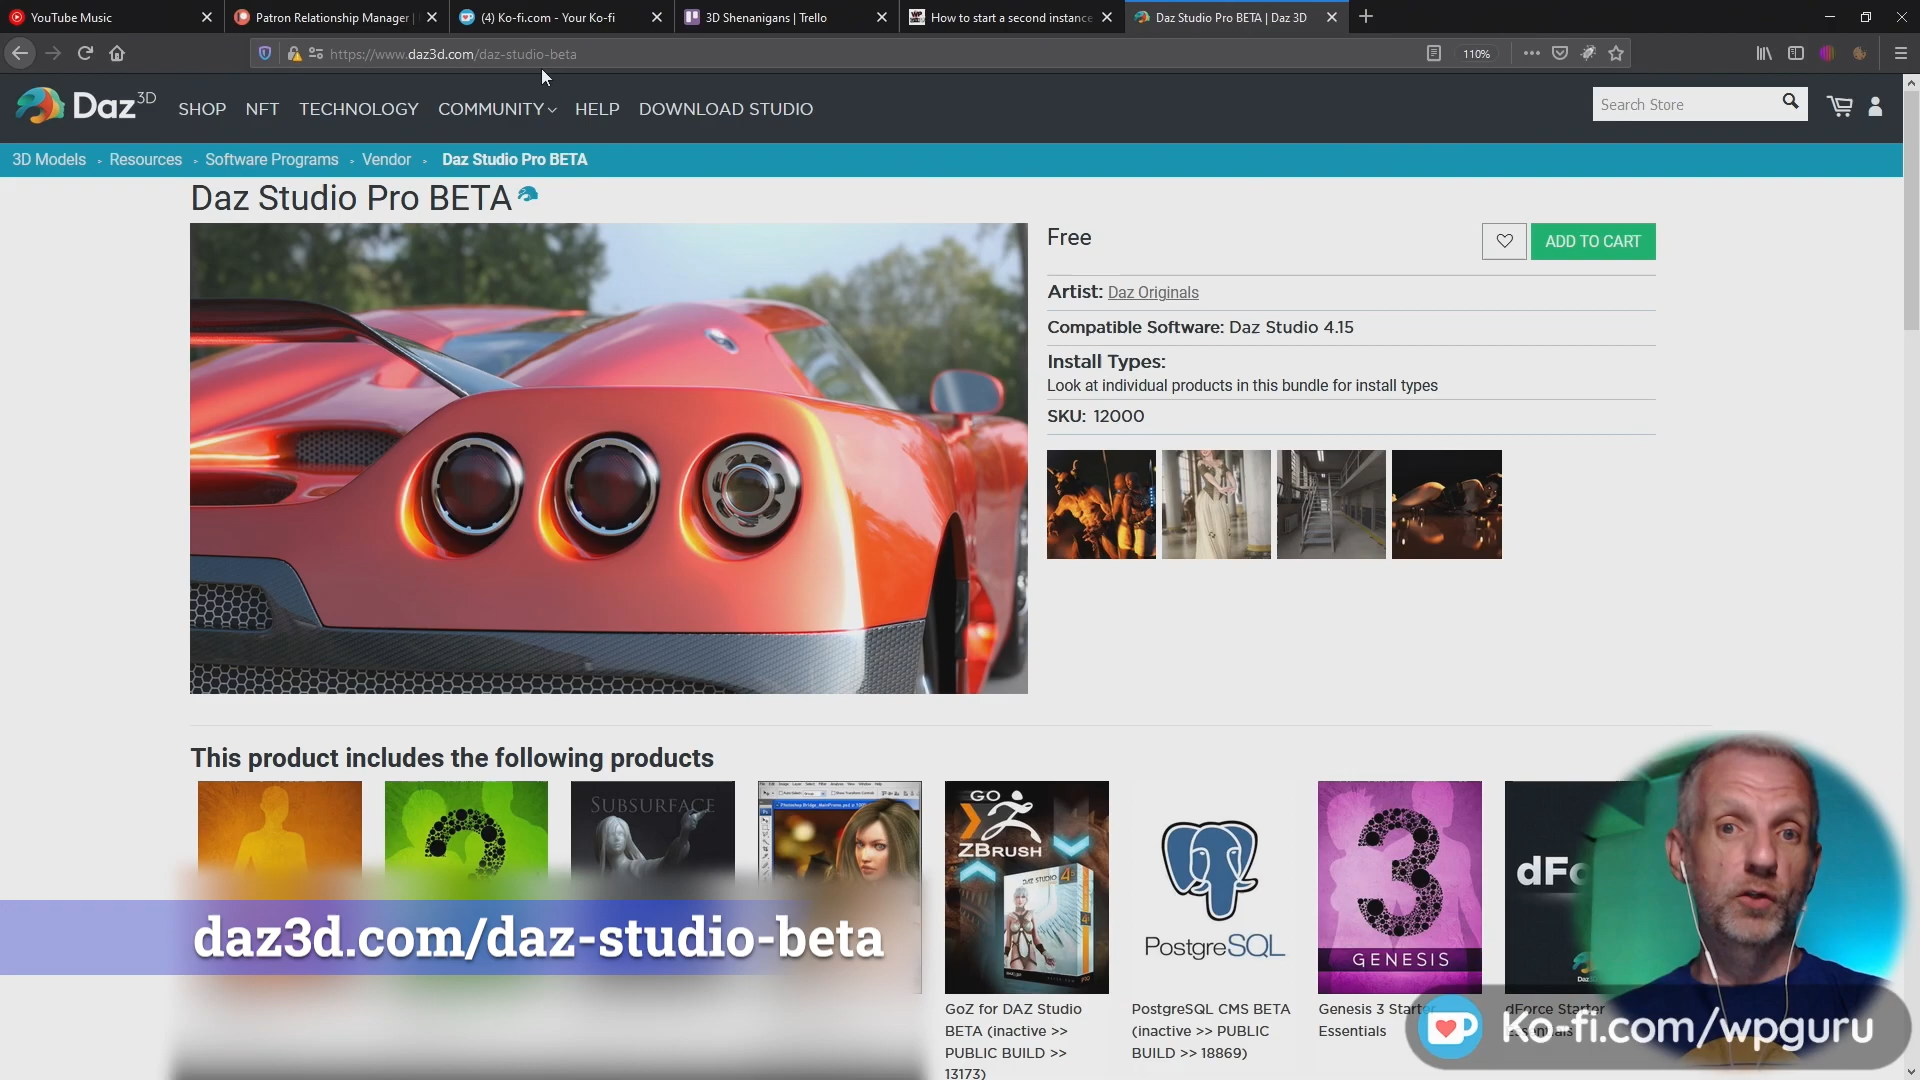 YouTube Music
Patron Relationship Manager |
(4) Ko-fi.com - Your Ko-fi
3D Shenanigans | Trello
How to start a second instance
Daz Studio Pro BETA | Daz 3D
https://www.daz3d.com/daz-studio-beta
110%
Daz 3D
SHOP
NFT
TECHNOLOGY
COMMUNITY
HELP
DOWNLOAD STUDIO
Search Store
3D Models
Resources
Software Programs
Vendor
Daz Studio Pro BETA
Daz Studio Pro BETA
Free
ADD TO CART
Artist: Daz Originals
Compatible Software: Daz Studio 4.15
Install Types:
Look at individual products in this bundle for install types
SKU: 12000
This product includes the following products
SUBSURFACE
GO
ZBRUSH
DAZ STUDIO
PostgreSQL
3
GENESIS
dFo
daz3d.com/daz-studio-beta
GoZ for DAZ Studio
BETA (inactive >>
PUBLIC BUILD >>
13173)
PostgreSQL CMS BETA
(inactive >> PUBLIC
BUILD >> 18869)
Genesis 3 Starter
Essentials
dForce Starter
Essentials
Ko-fi.com/wpguru